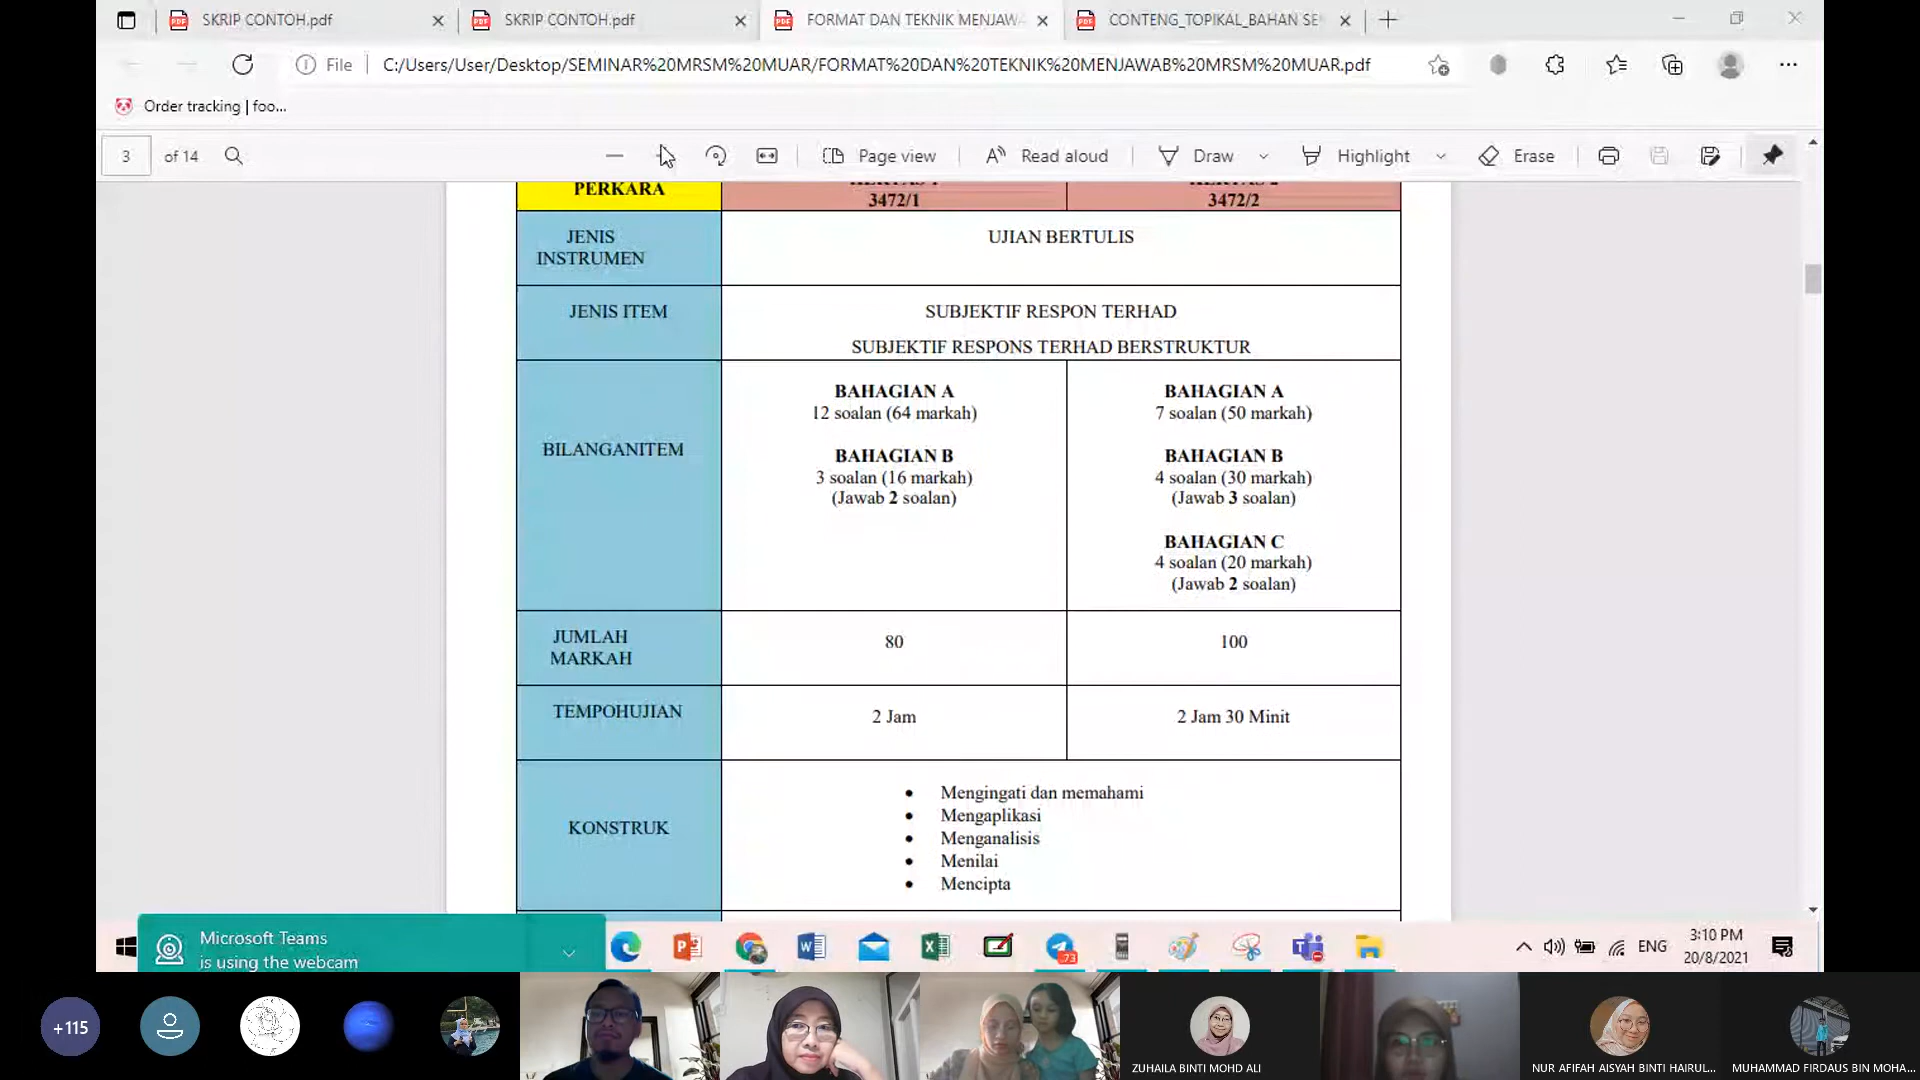 SKRIP CONTOH.pdf
SKRIP CONTOH.pdf
FORMAT DAN TEKNIK MENJAWA
CONTENG_TOPIKAL_BAHAN SE
File
C:/Users/User/Desktop/SEMINAR%20MRSM%20MUAR/FORMAT%20DAN%20TEKNIK%20MENJAWAB%20MRSM%20MUAR.pdf
Order tracking | foo...
3 of 14
Page view
Read aloud
Draw
Highlight
Erase
PERKARA
3472/1
3472/2
JENIS
INSTRUMEN
UJIAN BERTULIS
JENIS ITEM
SUBJEKTIF RESPON TERHAD
SUBJEKTIF RESPONS TERHAD BERSTRUKTUR
BILANGANITEM
BAHAGIAN A
12 soalan (64 markah)
BAHAGIAN B
3 soalan (16 markah)
(Jawab 2 soalan)
BAHAGIAN A
7 soalan (50 markah)
BAHAGIAN B
4 soalan (30 markah)
(Jawab 3 soalan)
BAHAGIAN C
4 soalan (20 markah)
(Jawab 2 soalan)
JUMLAH
MARKAH
80
100
TEMPOHUJIAN
2 Jam
2 Jam 30 Minit
KONSTRUK
• Mengingati dan memahami
• Mengaplikasi
• Menganalisis
• Menilai
• Mencipta
Microsoft Teams
is using the webcam
73
ENG
3:10 PM
20/8/2021
+115
ZUHAILA BINTI MOHD ALI
NUR AFIFAH AISYAH BINTI HAIRUL...
MUHAMMAD FIRDAUS BIN MOHA...